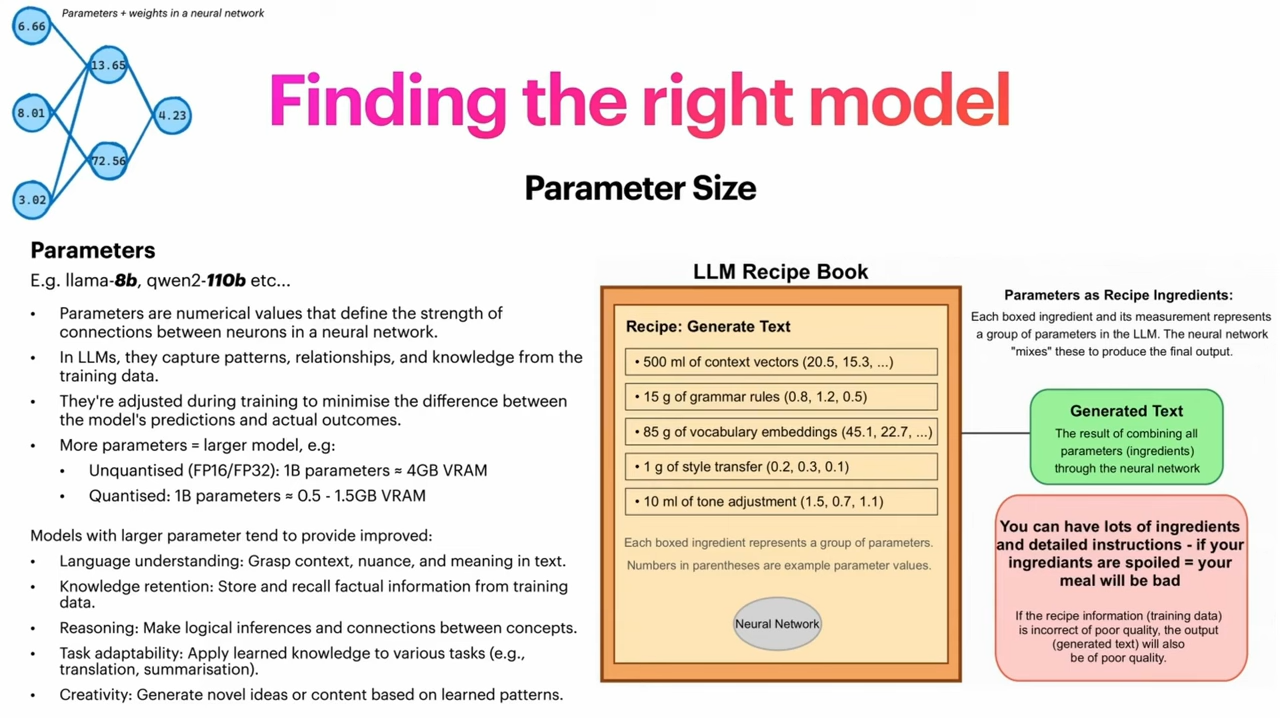 Parameters + weights in a neural network
6.66
13.65
8.01
4.23
72.56
3.02
Finding the right model
Parameter Size
Parameters
E.g. llama-8b, qwen2-110b etc...
• Parameters are numerical values that define the strength of
connections between neurons in a neural network.
• In LLMs, they capture patterns, relationships, and knowledge from the
training data.
• They're adjusted during training to minimise the difference between
the model's predictions and actual outcomes.
• More parameters = larger model, e.g:
• Unquantised (FP16/FP32): 1B parameters ≈ 4GB VRAM
• Quantised: 1B parameters ≈ 0.5 - 1.5GB VRAM
Models with larger parameter tend to provide improved:
• Language understanding: Grasp context, nuance, and meaning in text.
• Knowledge retention: Store and recall factual information from training
data.
• Reasoning: Make logical inferences and connections between concepts.
• Task adaptability: Apply learned knowledge to various tasks (e.g.,
translation, summarisation).
• Creativity: Generate novel ideas or content based on learned patterns.
LLM Recipe Book
Recipe: Generate Text
• 500 ml of context vectors (20.5, 15.3, ...)
• 15 g of grammar rules (0.8, 1.2, 0.5)
• 85 g of vocabulary embeddings (45.1, 22.7, ...)
• 1 g of style transfer (0.2, 0.3, 0.1)
• 10 ml of tone adjustment (1.5, 0.7, 1.1)
Each boxed ingredient represents a group of parameters.
Numbers in parentheses are example parameter values.
Neural Network
Parameters as Recipe Ingredients:
Each boxed ingredient and its measurement represents
a group of parameters in the LLM. The neural network
"mixes" these to produce the final output.
Generated Text
The result of combining all
parameters (ingredients)
through the neural network
You can have lots of ingredients
and detailed instructions - if your
ingrediants are spoiled = your
meal will be bad
If the recipe information (training data)
is incorrect of poor quality, the output
(generated text) will also
be of poor quality.